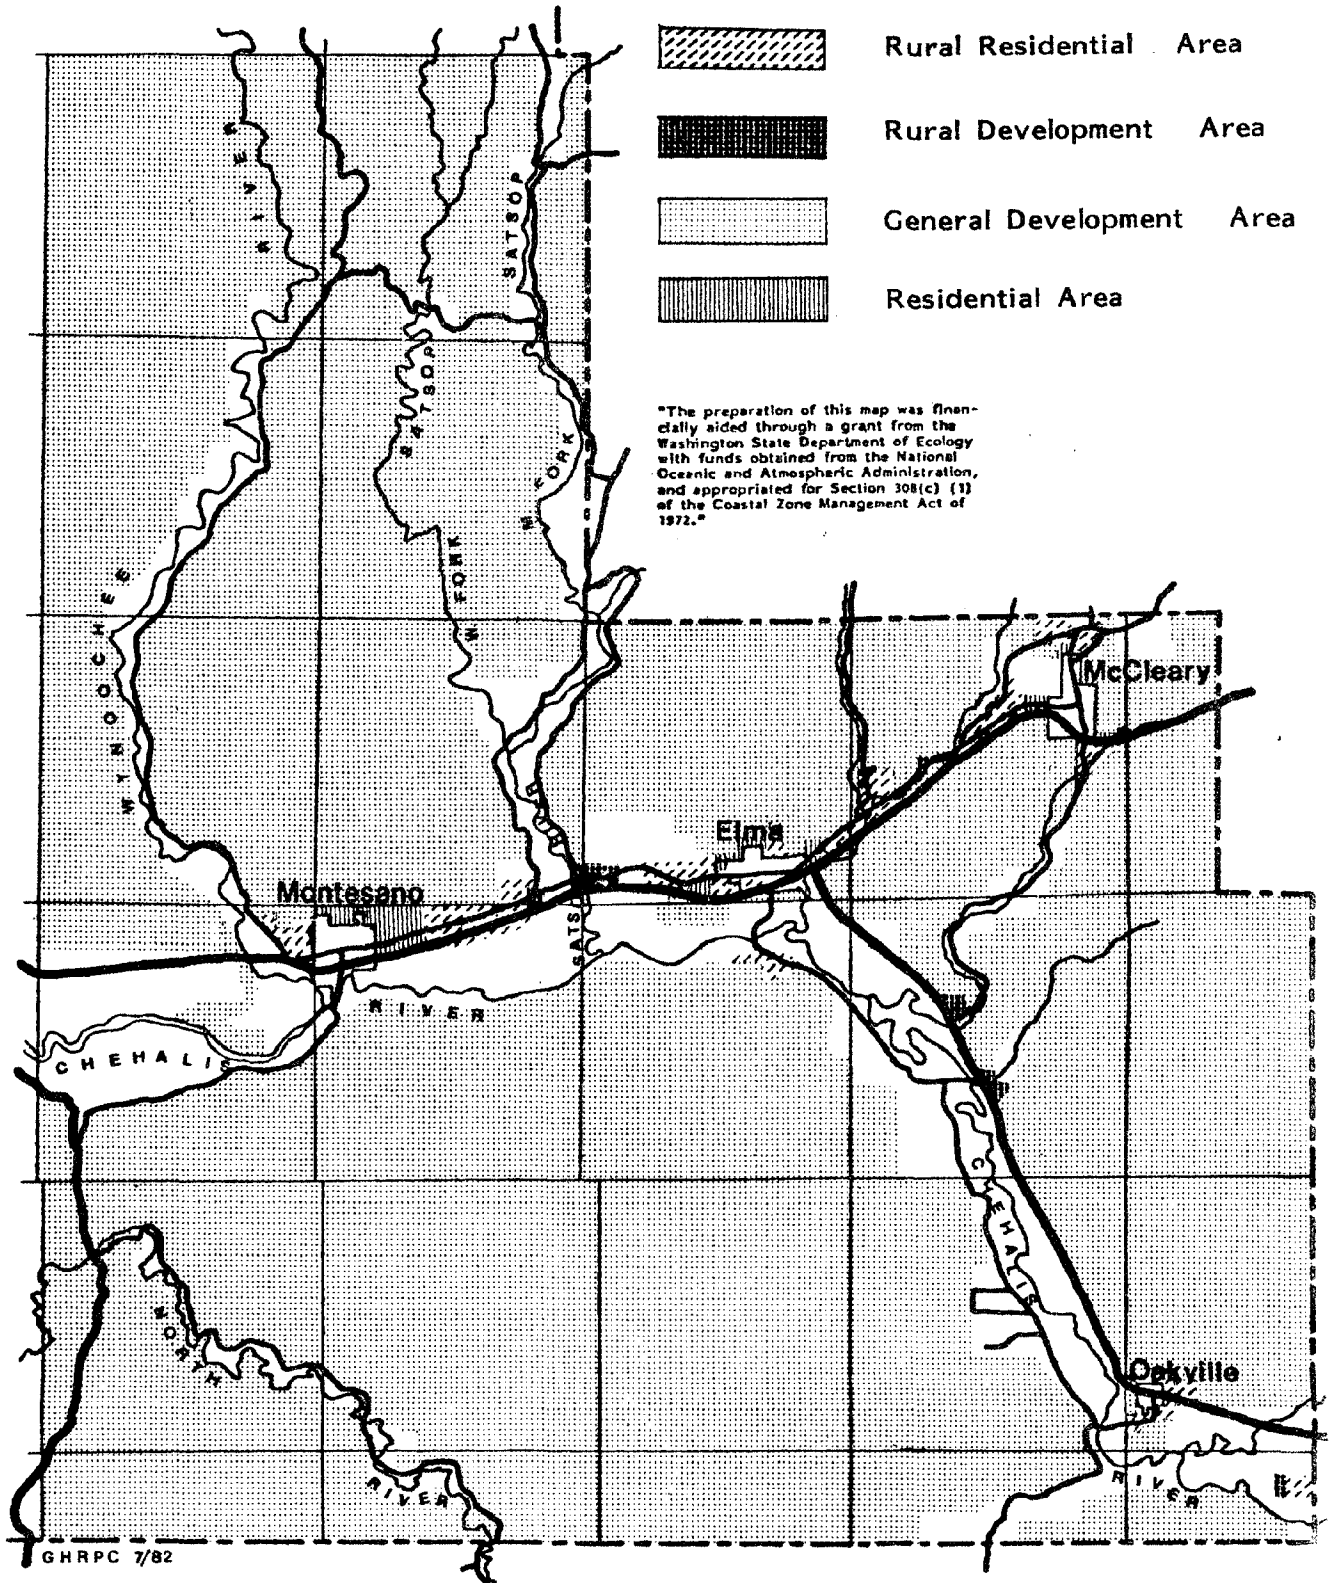 Rural Residential Area
Rural Development Area
General Development Area
Residential Area
"The preparation of this map was finan-
cially aided through a grant from the
Washington State Department of Ecology
with funds obtained from the National
Oceanic and Atmospheric Administration,
and appropriated for Section 308(c) (1)
of the Coastal Zone Management Act of
1972."
WYNOOCHEE
RIVER
SATSOP
SATSOP
W FORK
M FORK
McCleary
Elma
Montesano
SATS
RIVER
CHEHALIS
CHEHALIS
NORTH
RIVER
Oakville
RIVER
GHRPC 7/82